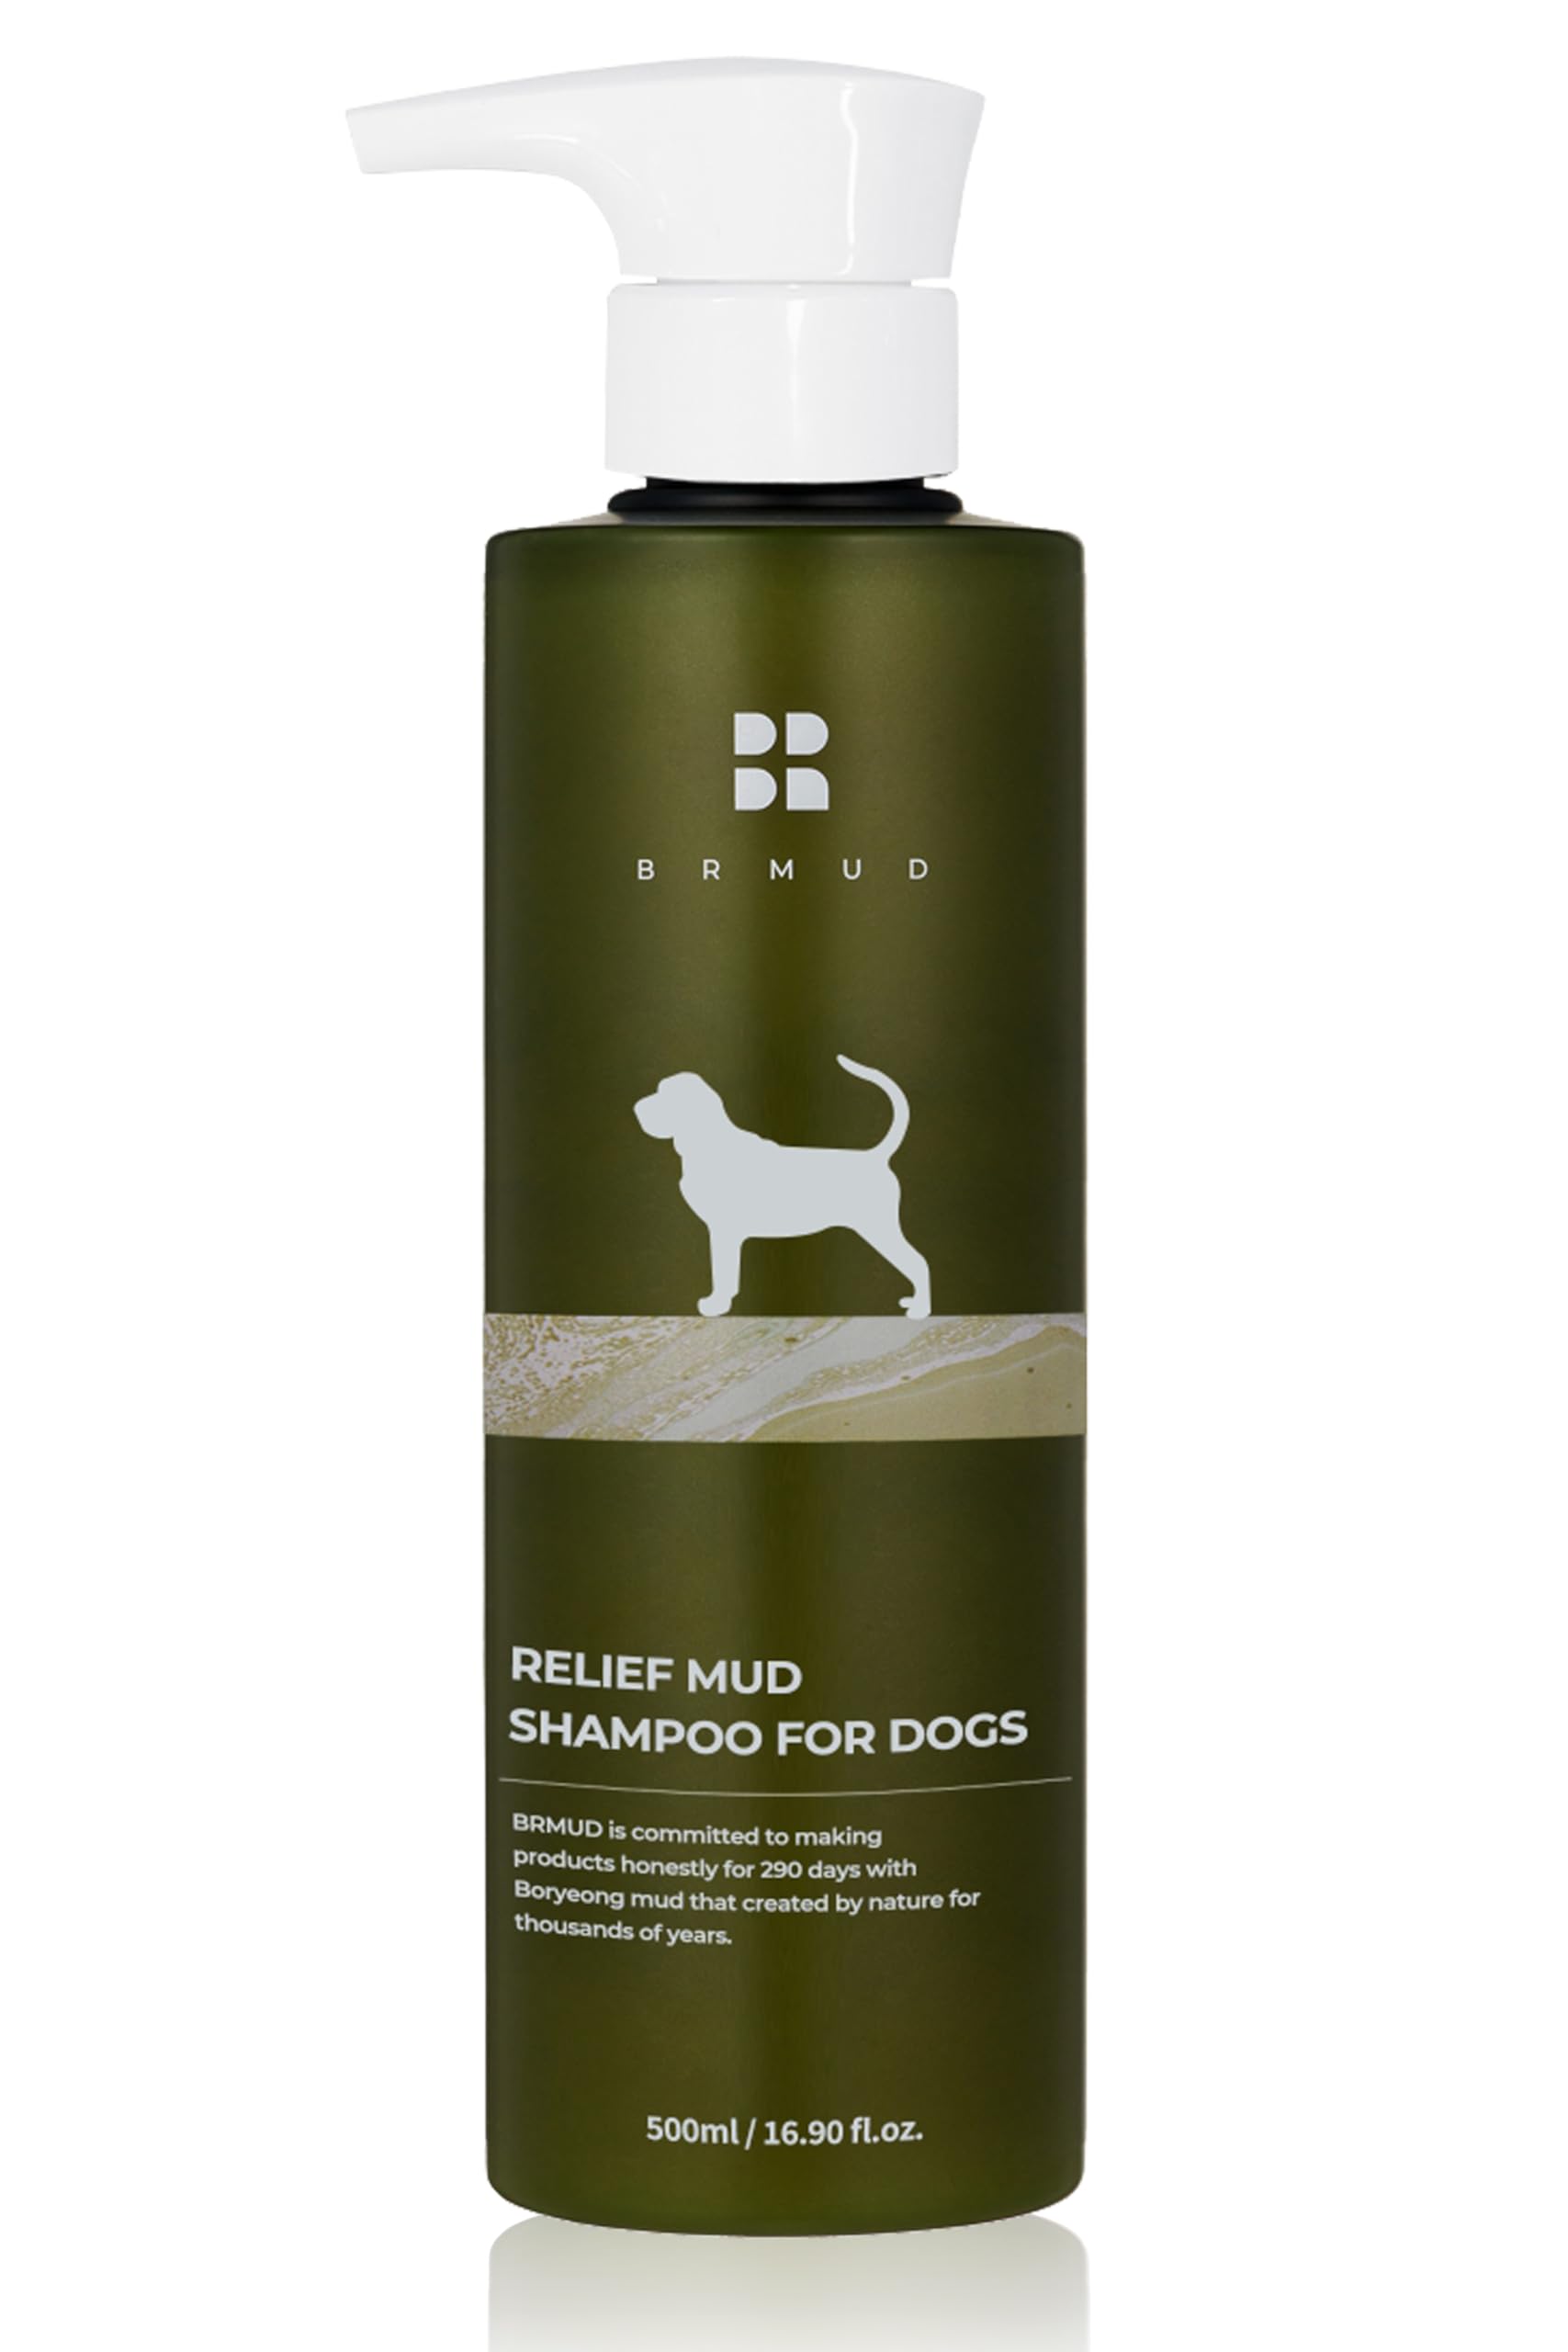 BR
BRMUD
RELIEF MUD
SHAMPOO FOR DOGS
BRMUD is committed to making
products honestly for 290 days with
Boryeong mud that created by nature for
thousands of years.
500ml / 16.90 fl.oz.